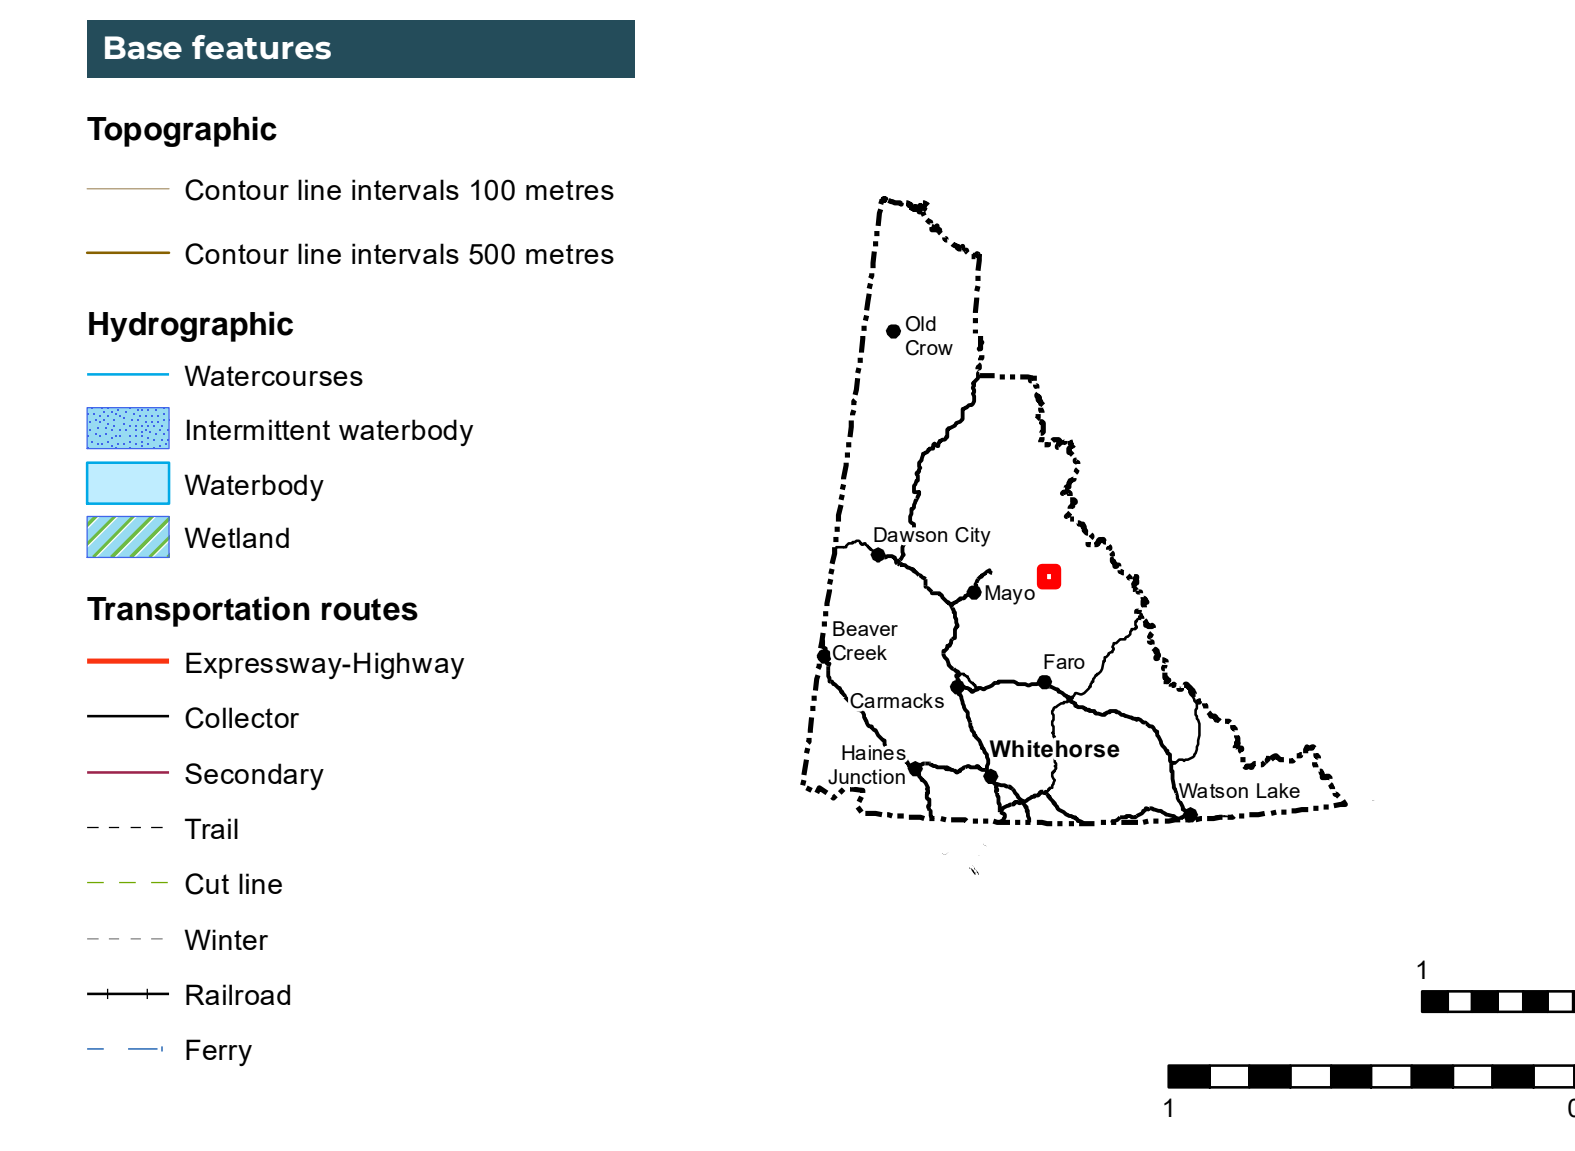 Base features
Topographic
Contour line intervals 100 metres
Contour line intervals 500 metres
Hydrographic
Watercourses
Intermittent waterbody
Waterbody
Wetland
Transportation routes
Expressway-Highway
Collector
Secondary
Trail
Cut line
Winter
Railroad
Ferry
Old
Crow
Dawson City
Mayo
Beaver
Creek
Faro
Carmacks
Whitehorse
Haines
Junction
Watson Lake
1
1
0